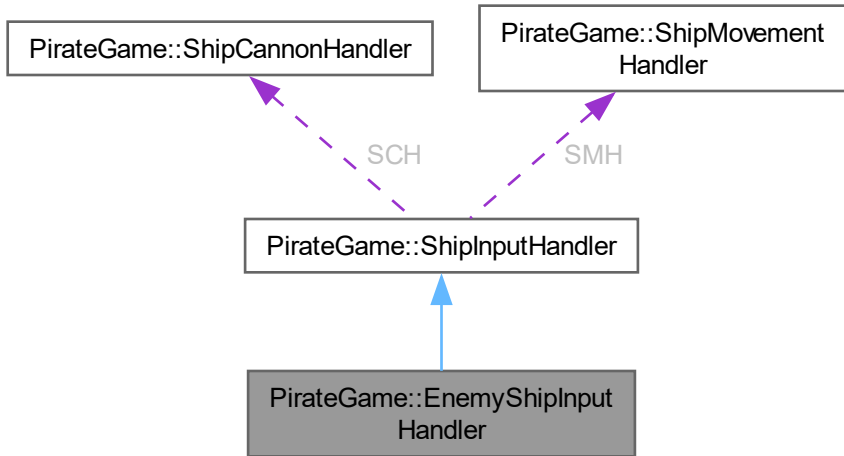 PirateGame::ShipCannonHandler
PirateGame::ShipMovement
Handler
SCH
SMH
PirateGame::ShipInputHandler
PirateGame::EnemyShipInput
Handler